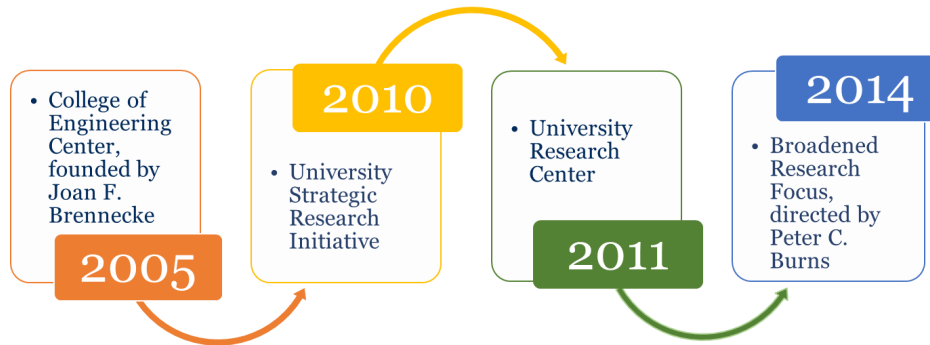 • College of
Engineering
Center,
founded by
Joan F.
Brennecke
2005
2010
• University
Strategic
Research
Initiative
• University
Research
Center
2011
2014
• Broadened
Research
Focus,
directed by
Peter C.
Burns